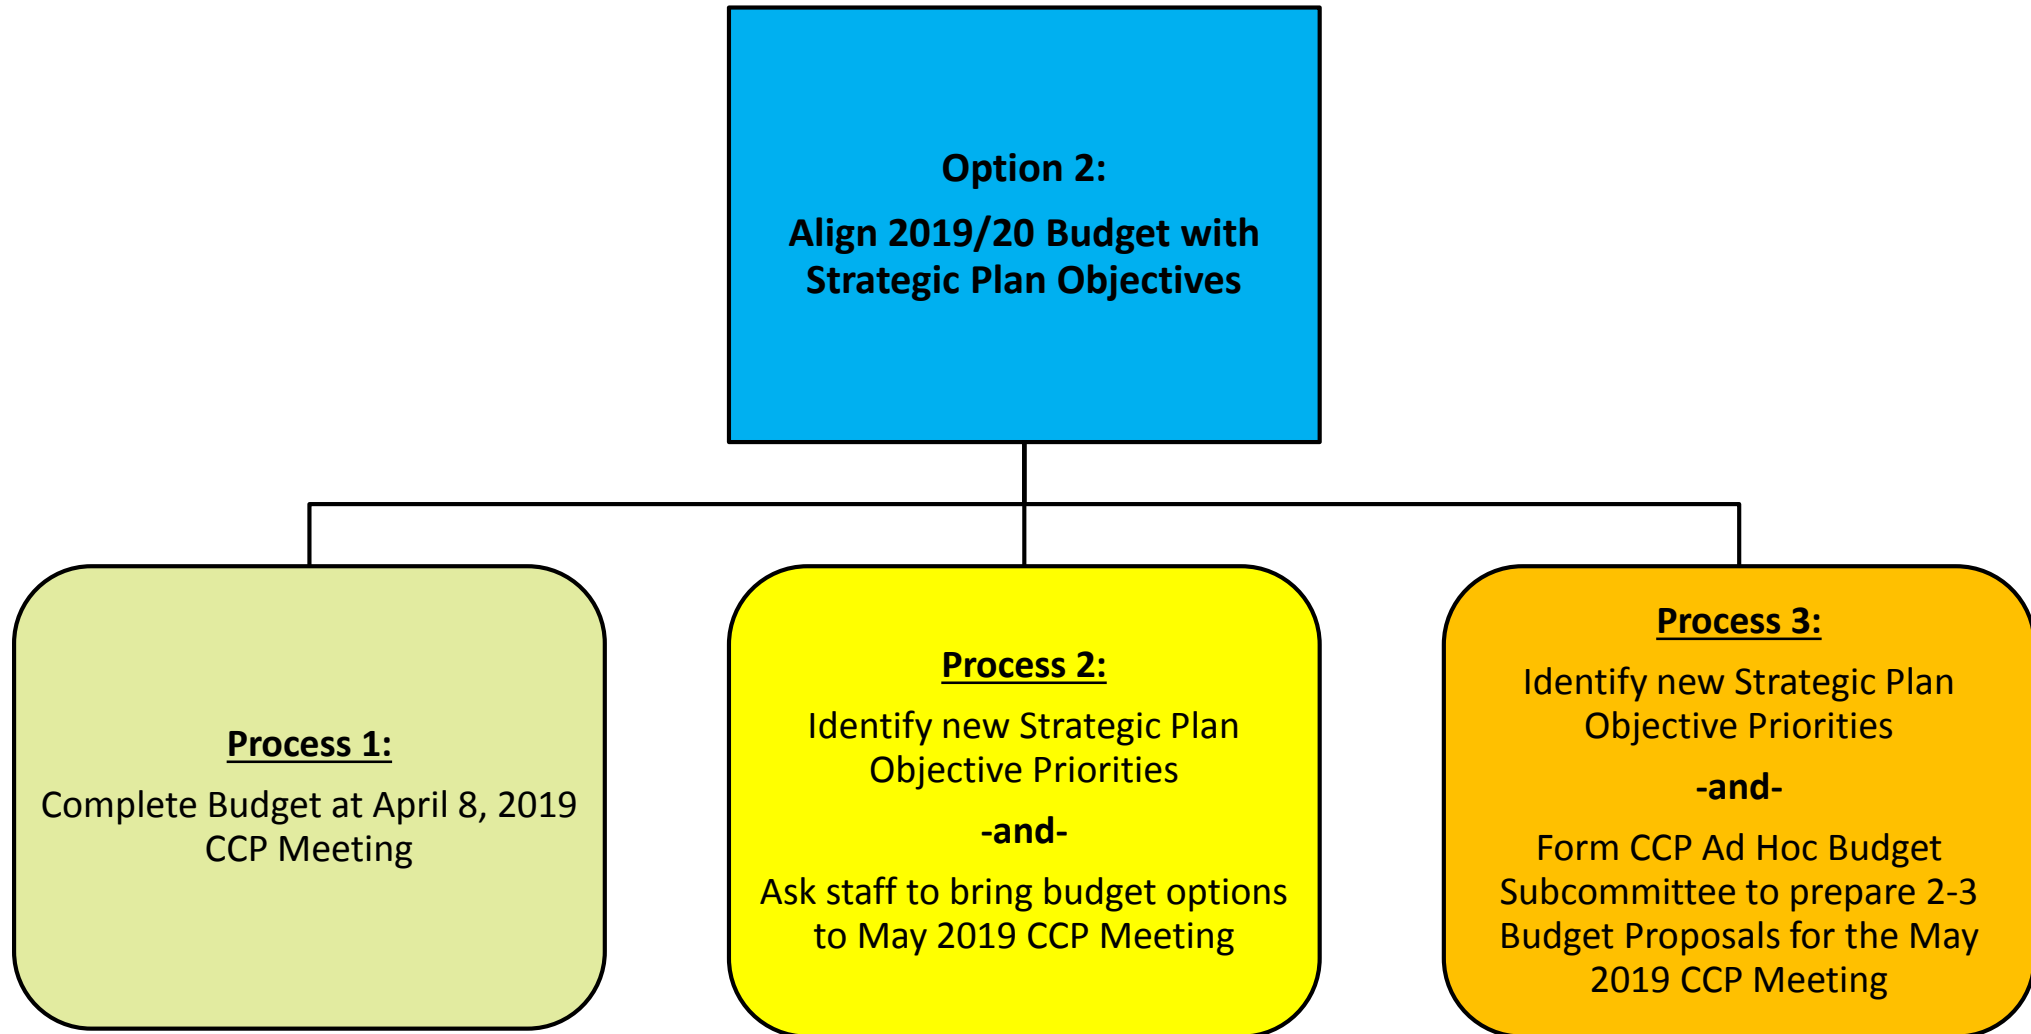 Option 2:
Align 2019/20 Budget with
Strategic Plan Objectives
Process 1:
Complete Budget at April 8, 2019
CCP Meeting
Process 2:
Identify new Strategic Plan
Objective Priorities
-and-
Ask staff to bring budget options
to May 2019 CCP Meeting
Process 3:
Identify new Strategic Plan
Objective Priorities
-and-
Form CCP Ad Hoc Budget
Subcommittee to prepare 2-3
Budget Proposals for the May
2019 CCP Meeting